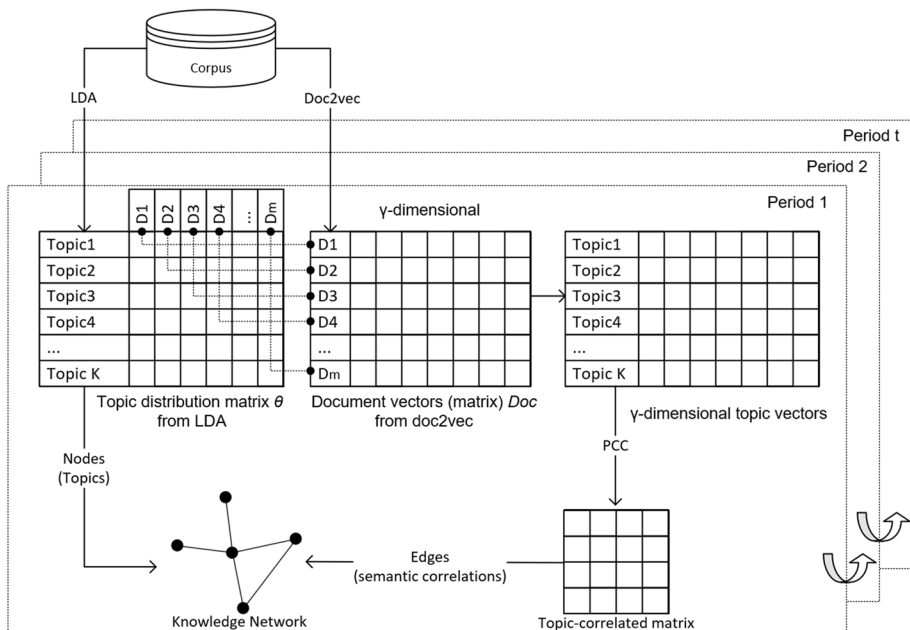 Corpus
LDA
Doc2vec
Period t
Period 2
Period 1
D1
D2
D3
D4
...
Dm
γ-dimensional
Topic1
Topic2
Topic3
Topic4
...
Topic K
D1
D2
D3
D4
...
Dm
Topic1
Topic2
Topic3
Topic4
...
Topic K
Topic distribution matrix θ
from LDA
Document vectors (matrix) Doc
from doc2vec
γ-dimensional topic vectors
Nodes
(Topics)
PCC
Edges
(semantic correlations)
Knowledge Network
Topic-correlated matrix